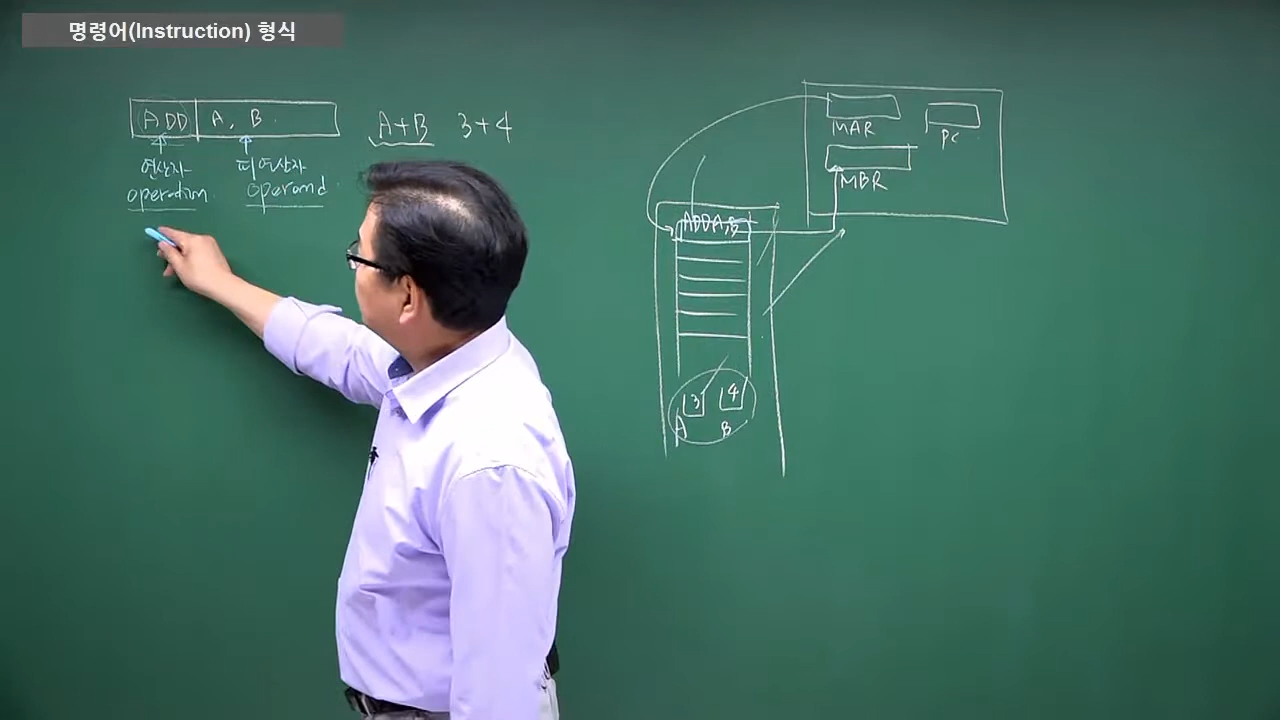 명령어(Instruction) 형식
ADD A, B
A+B 3+4
연산자 피연산자
operation operand
MAR
PC
MBR
ADD A,B
3 4
A B